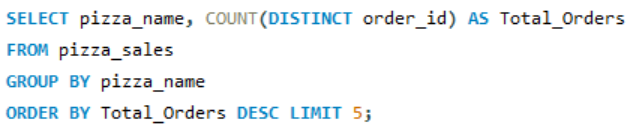 SELECT pizza_name, COUNT(DISTINCT order_id) AS Total_Orders
FROM pizza_sales
GROUP BY pizza_name
ORDER BY Total_Orders DESC LIMIT 5;